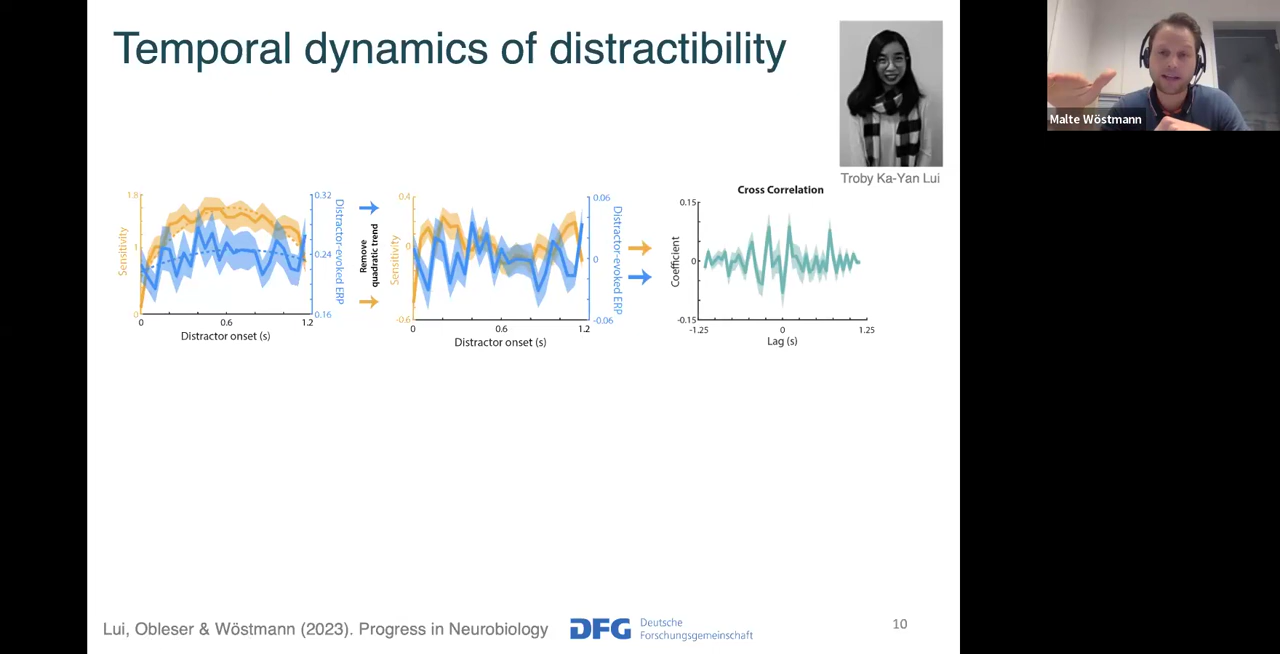 Temporal dynamics of distractibility
Malte Wöstmann
Troby Ka-Yan Lui
1.8
1
0
Sensitivity
0.32
0.24
0.16
Distractor-evoked ERP
0
0.6
1.2
Distractor onset (s)
Remove
quadratic trend
0.4
0
-0.6
Sensitivity
0.06
0
-0.06
Distractor-evoked ERP
0
0.6
1.2
Distractor onset (s)
Cross Correlation
0.15
0
-0.15
Coefficient
-1.25
0
1.25
Lag (s)
Lui, Obleser & Wöstmann (2023). Progress in Neurobiology
DFG
Deutsche
Forschungsgemeinschaft
10